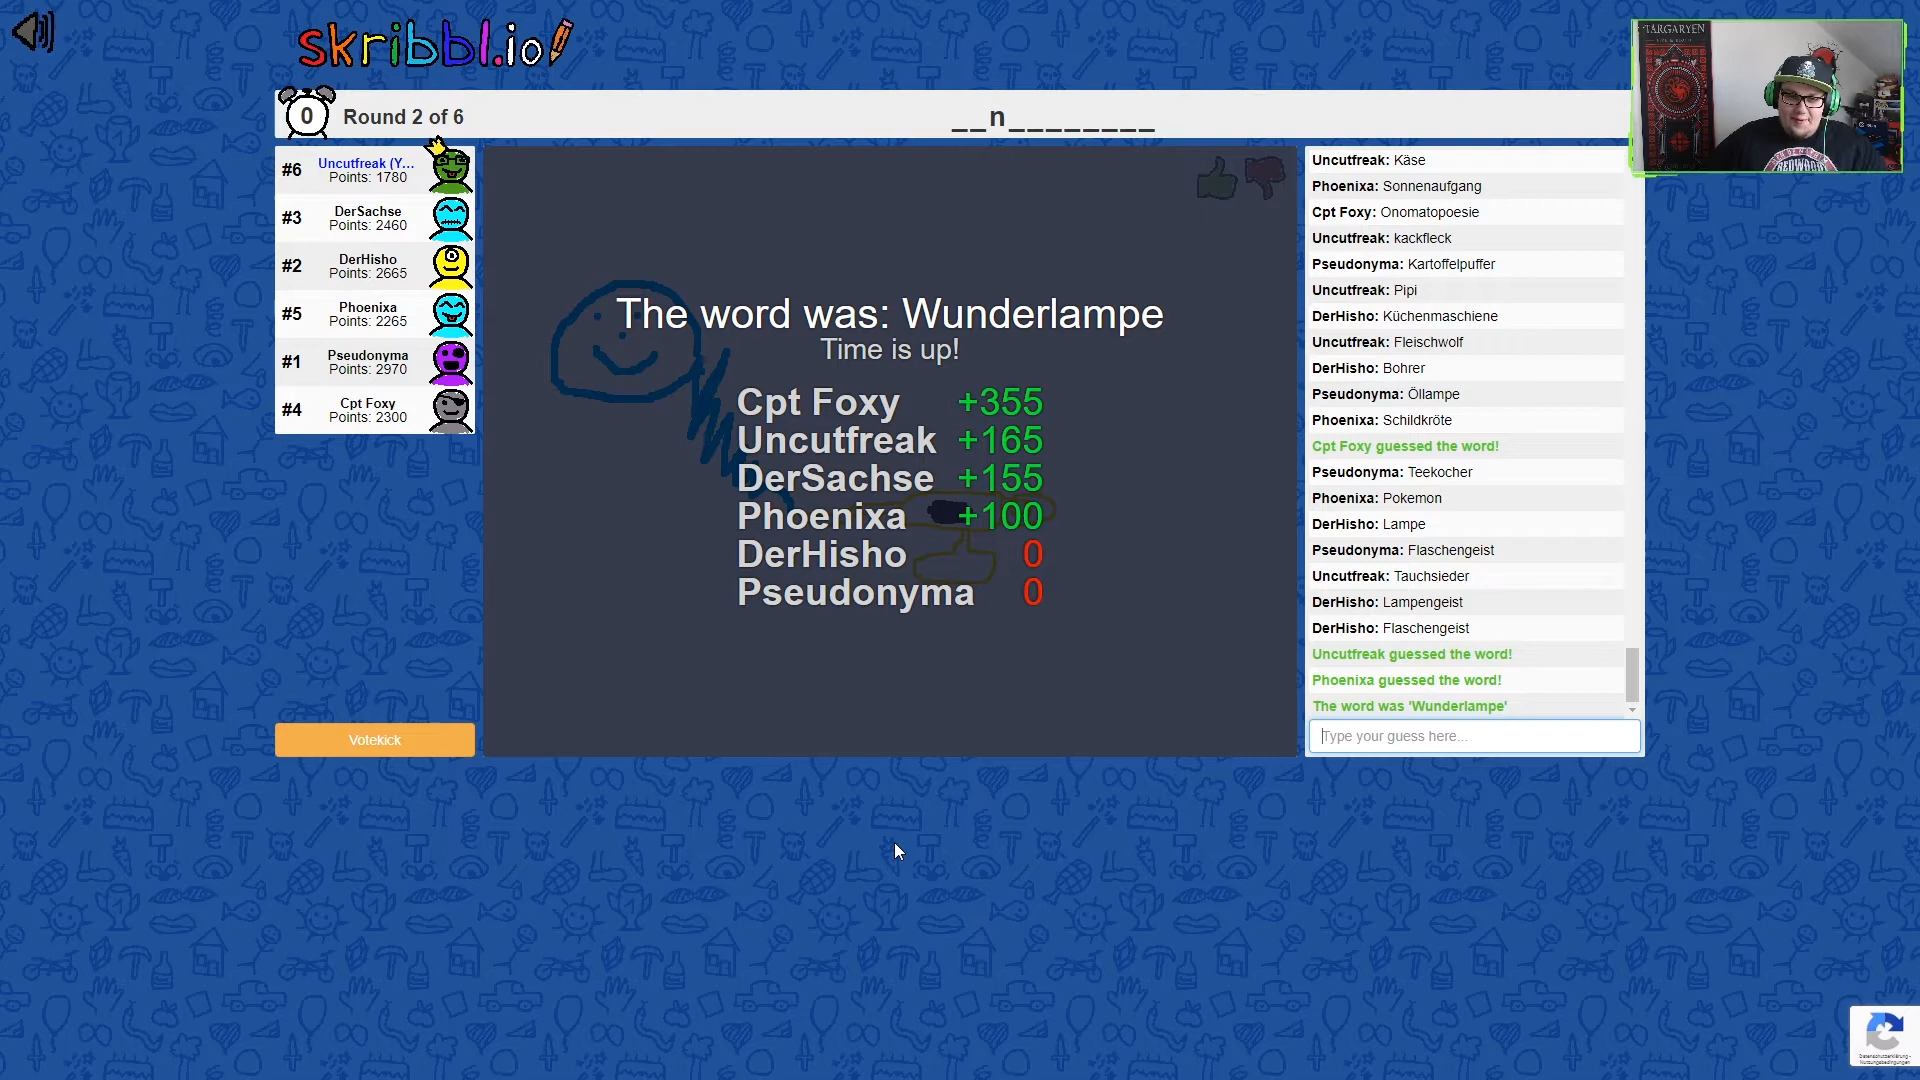 TARGARYEN
skribbl.io
0
Round 2 of 6
__n________
#6
Uncutfreak (Y...
Points: 1780
#3
DerSachse
Points: 2460
#2
DerHisho
Points: 2665
#5
Phoenixa
Points: 2265
#1
Pseudonyma
Points: 2970
#4
Cpt Foxy
Points: 2300
Votekick
The word was: Wunderlampe
Time is up!
Cpt Foxy +355
Uncutfreak +165
DerSachse +155
Phoenixa +100
DerHisho 0
Pseudonyma 0
Uncutfreak: Käse
Phoenixa: Sonnenaufgang
Cpt Foxy: Onomatopoesie
Uncutfreak: kackfleck
Pseudonyma: Kartoffelpuffer
Uncutfreak: Pipi
DerHisho: Küchenmaschiene
Uncutfreak: Fleischwolf
DerHisho: Bohrer
Pseudonyma: Öllampe
Phoenixa: Schildkröte
Cpt Foxy guessed the word!
Pseudonyma: Teekocher
Phoenixa: Pokemon
DerHisho: Lampe
Pseudonyma: Flaschengeist
Uncutfreak: Tauchsieder
DerHisho: Lampengeist
DerHisho: Flaschengeist
Uncutfreak guessed the word!
Phoenixa guessed the word!
The word was 'Wunderlampe'
Type your guess here...
Datenschutzerklärung -
Nutzungsbedingungen